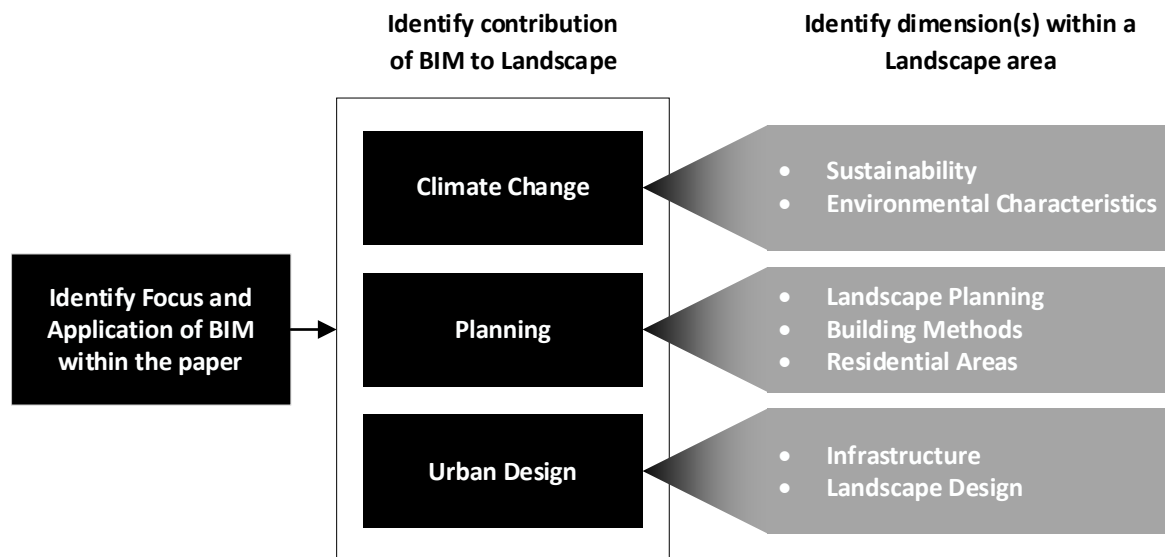 Identify contribution
of BIM to Landscape
Identify dimension(s) within a
Landscape area
Identify Focus and
Application of BIM
within the paper
Climate Change
• Sustainability
• Environmental Characteristics
Planning
• Landscape Planning
• Building Methods
• Residential Areas
Urban Design
• Infrastructure
• Landscape Design